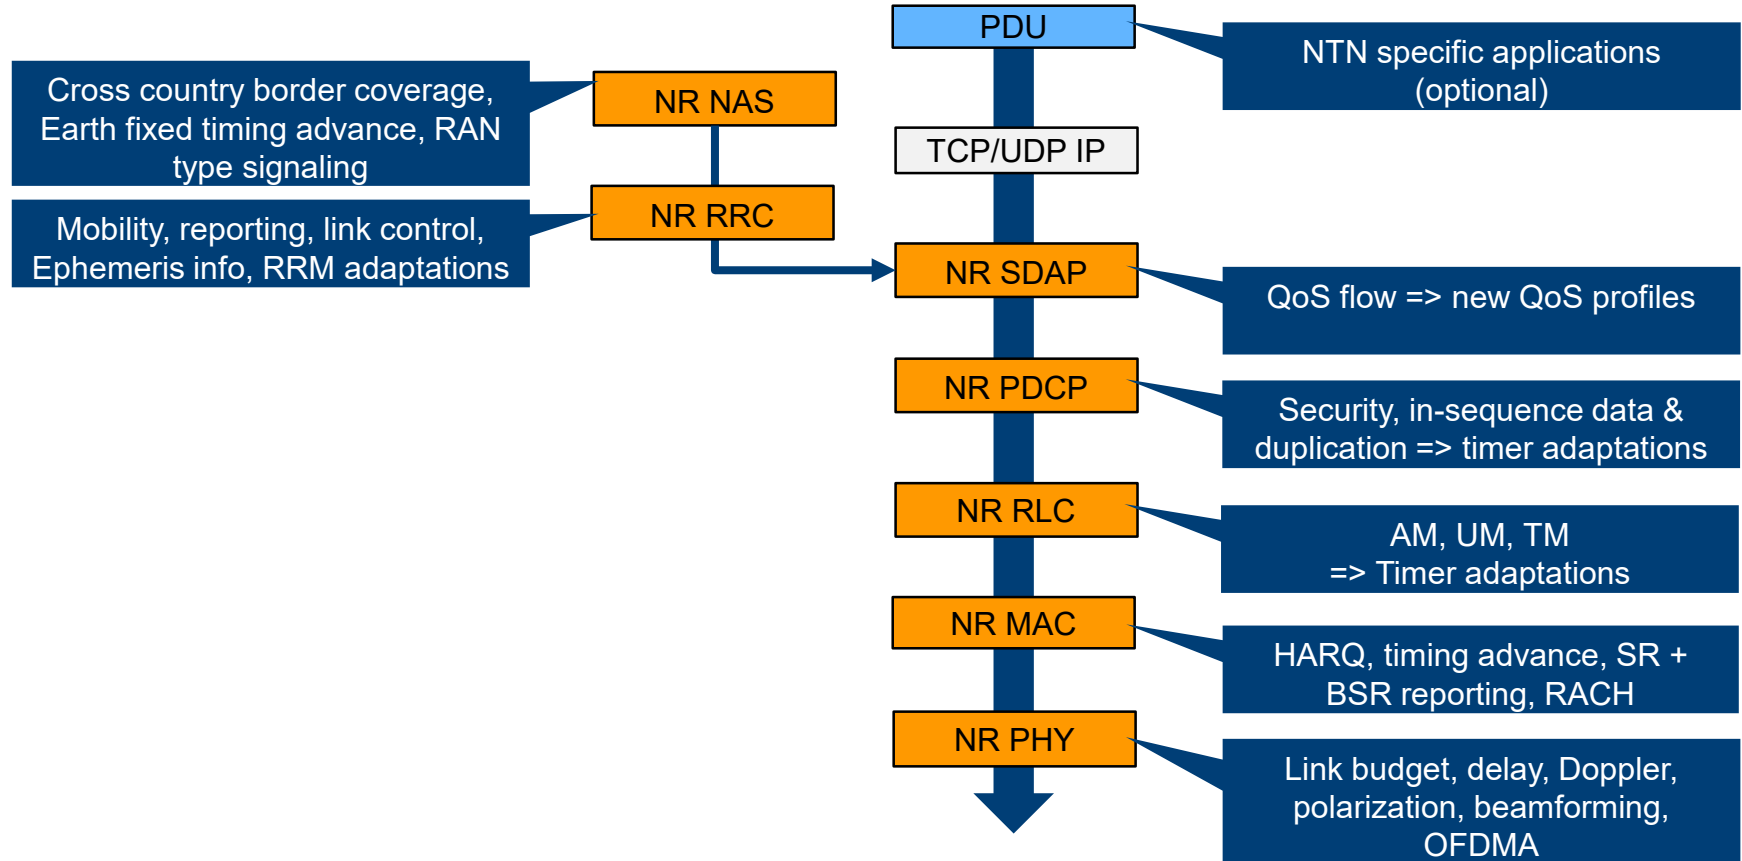 PDU
NTN specific applications
(optional)
Cross country border coverage,
Earth fixed timing advance, RAN
type signaling
NR NAS
TCP/UDP IP
Mobility, reporting, link control,
Ephemeris info, RRM adaptations
NR RRC
NR SDAP
QoS flow => new QoS profiles
NR PDCP
Security, in-sequence data &
duplication => timer adaptations
NR RLC
AM, UM, TM
=> Timer adaptations
NR MAC
HARQ, timing advance, SR +
BSR reporting, RACH
NR PHY
Link budget, delay, Doppler,
polarization, beamforming,
OFDMA